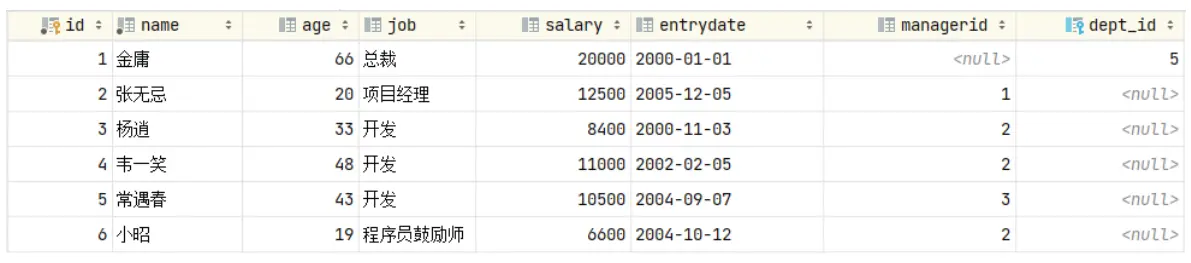 id name age job salary entrydate managerid dept_id
1 金庸 66 总裁 20000 2000-01-01 <null> 5
2 张无忌 20 项目经理 12500 2005-12-05 1 <null>
3 杨逍 33 开发 8400 2000-11-03 2 <null>
4 韦一笑 48 开发 11000 2002-02-05 2 <null>
5 常遇春 43 开发 10500 2004-09-07 3 <null>
6 小昭 19 程序员鼓励师 6600 2004-10-12 2 <null>